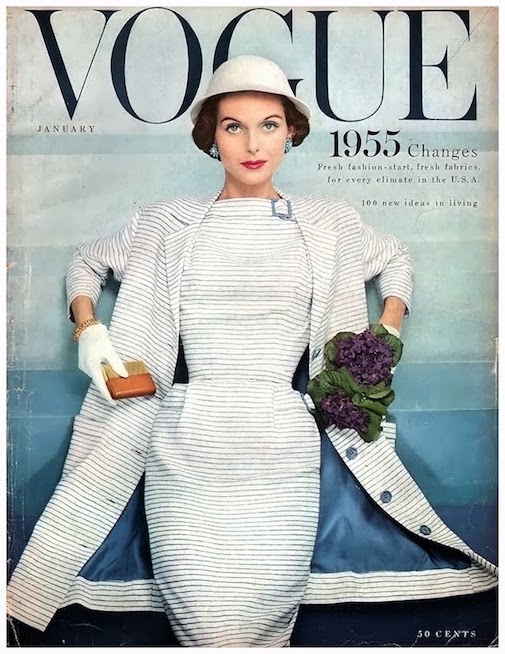 VOGUE
JANUARY
1955 Changes
Fresh fashion-start, fresh fabrics,
for every climate in the U.S.A.
100 new ideas in living
50 CENTS